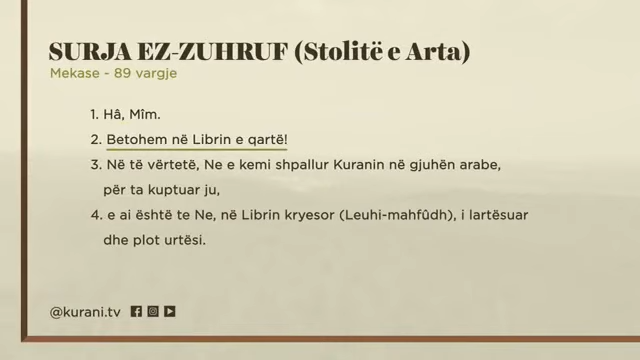 SURJA EZ-ZUHRUF (Stolitë e Arta)
Mekase - 89 vargje
1. Hâ, Mîm.
2. Betohem në Librin e qartë!
3. Në të vërtetë, Ne e kemi shpallur Kuranin në gjuhën arabe,
për ta kuptuar ju,
4. e ai është te Ne, në Librin kryesor (Leuhi-mahfûdh), i lartësuar
dhe plot urtësi.
@kurani.tv